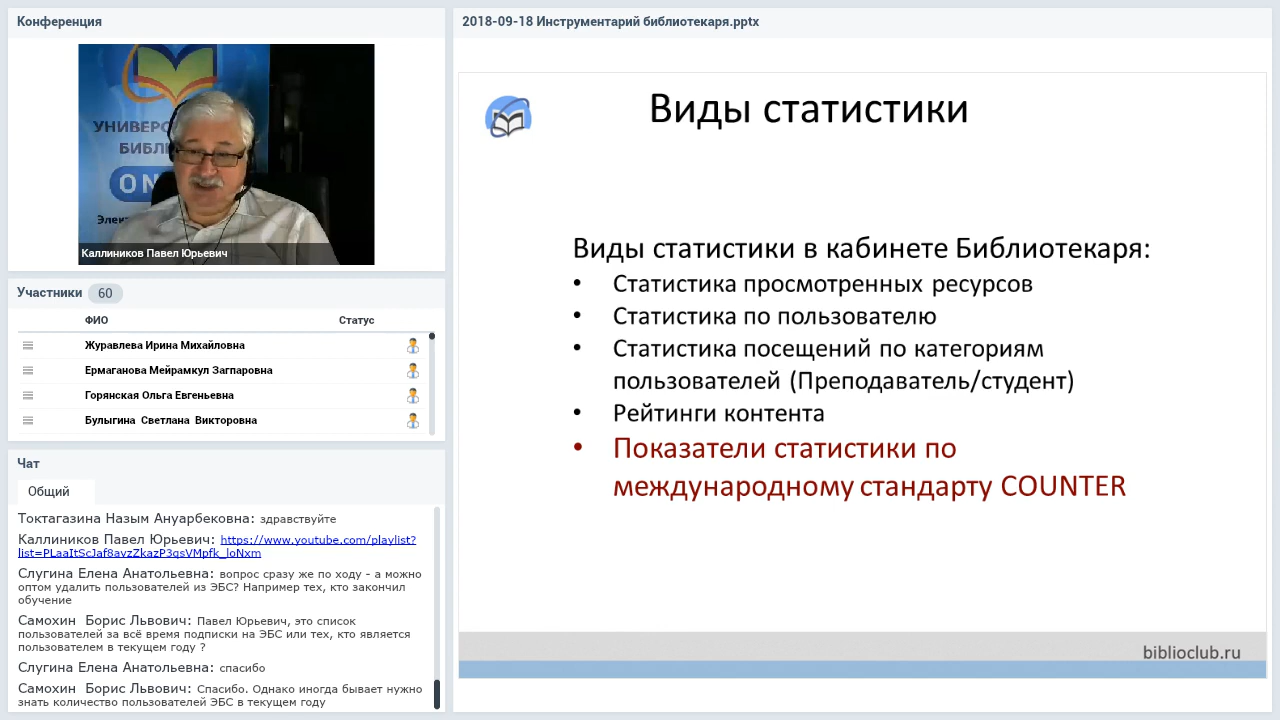 Конференция
УНИВЕРС
БИБЛ
ON
Элек
Каллиников Павел Юрьевич
Участники 60
ФИО Статус
Журавлева Ирина Михайловна
Ермаганова Мейрамкул Загпаровна
Горянская Ольга Евгеньевна
Булыгина Светлана Викторовна
Чат
Общий
Токтагазина Назым Ануарбековна: здравствуйте
Каллиников Павел Юрьевич: https://www.youtube.com/playlist?
list=PLaaItScJaf8avzZkazP3qsVMpfk_loNxm
Слугина Елена Анатольевна: вопрос сразу же по ходу - а можно
оптом удалить пользователей из ЭБС? Например тех, кто закончил
обучение
Самохин Борис Львович: Павел Юрьевич, это список
пользователей за всё время подписки на ЭБС или тех, кто является
пользователем в текущем году ?
Слугина Елена Анатольевна: спасибо
Самохин Борис Львович: Спасибо. Однако иногда бывает нужно
знать количество пользователей ЭБС в текущем году
2018-09-18 Инструментарий библиотекаря.pptx
Виды статистики
Виды статистики в кабинете Библиотекаря:
• Статистика просмотренных ресурсов
• Статистика по пользователю
• Статистика посещений по категориям
пользователей (Преподаватель/студент)
• Рейтинги контента
• Показатели статистики по
международному стандарту COUNTER
biblioclub.ru